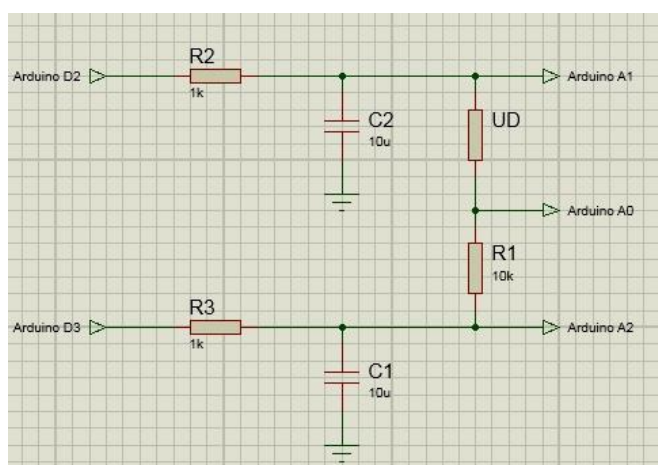 R2
Arduino D2
1k
Arduino A1
C2
10u
UD
Arduino A0
R1
10k
R3
Arduino D3
1k
Arduino A2
C1
10u